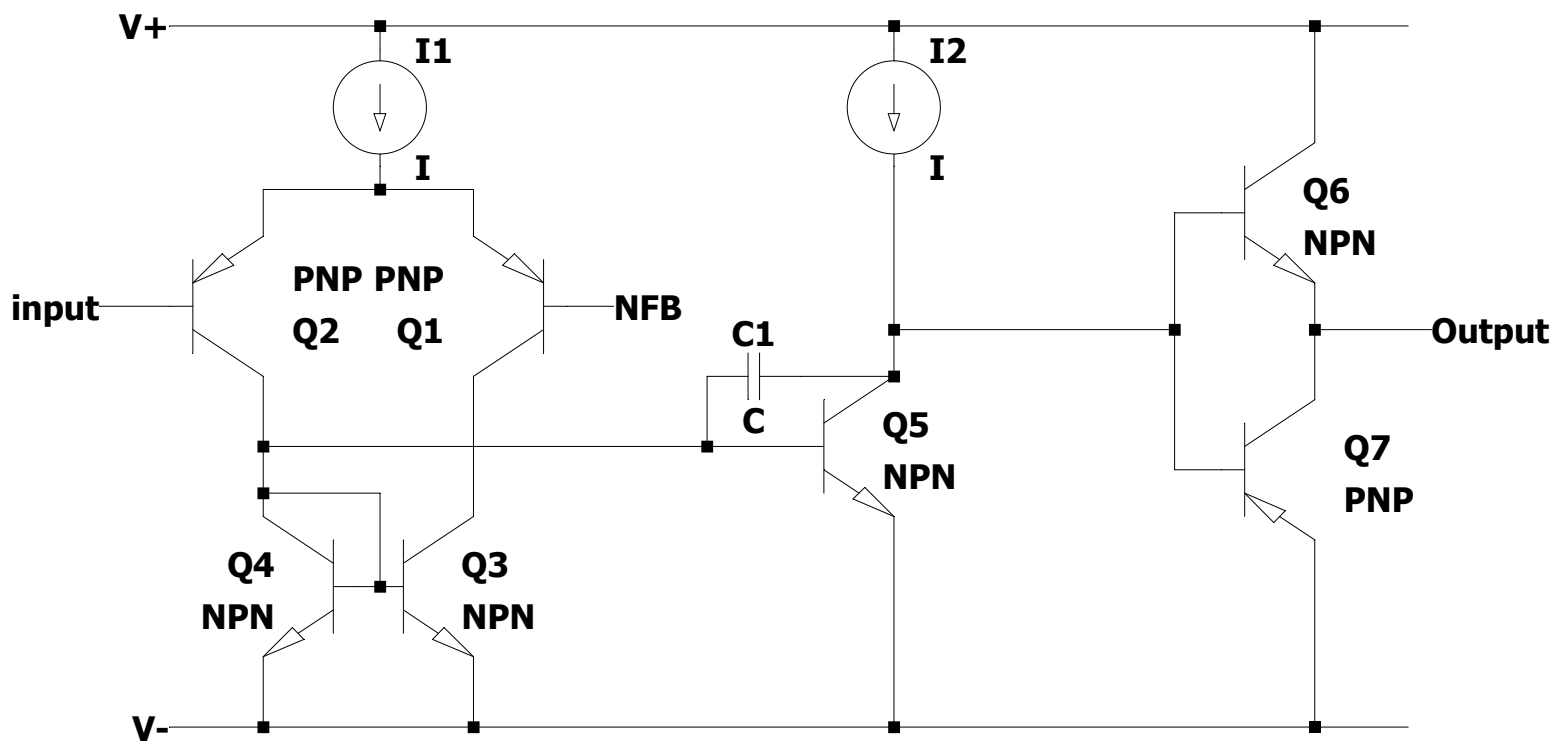 V+
I1
I
I2
I
Q6
NPN
input
PNP PNP
Q2 Q1
NFB
C1
C
Output
Q5
NPN
Q7
PNP
Q4
NPN
Q3
NPN
V-